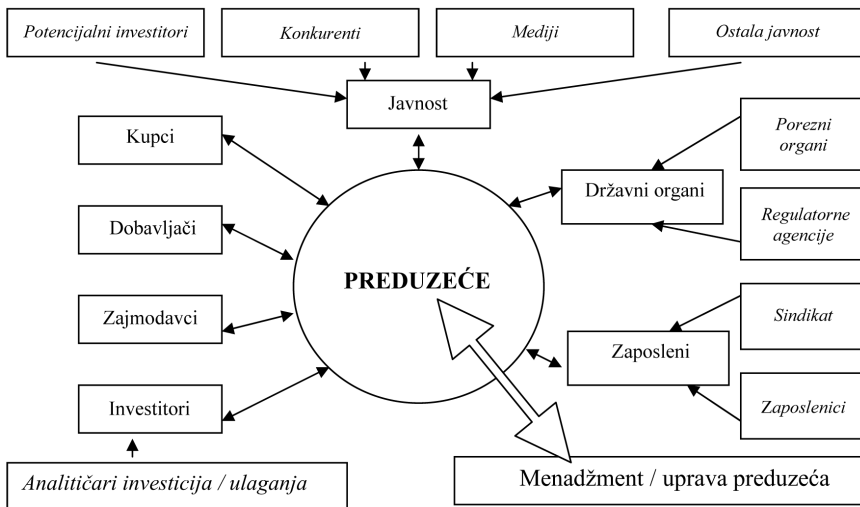 Potencijalni investitori
Konkurenti
Mediji
Ostala javnost
Javnost
Kupci
Porezni
organi
Državni organi
Dobavljači
Regulatorne
agencije
PREDUZEĆE
Zajmodavci
Sindikat
Zaposleni
Investitori
Zaposlenici
Analitičari investicija / ulaganja
Menadžment / uprava preduzeća